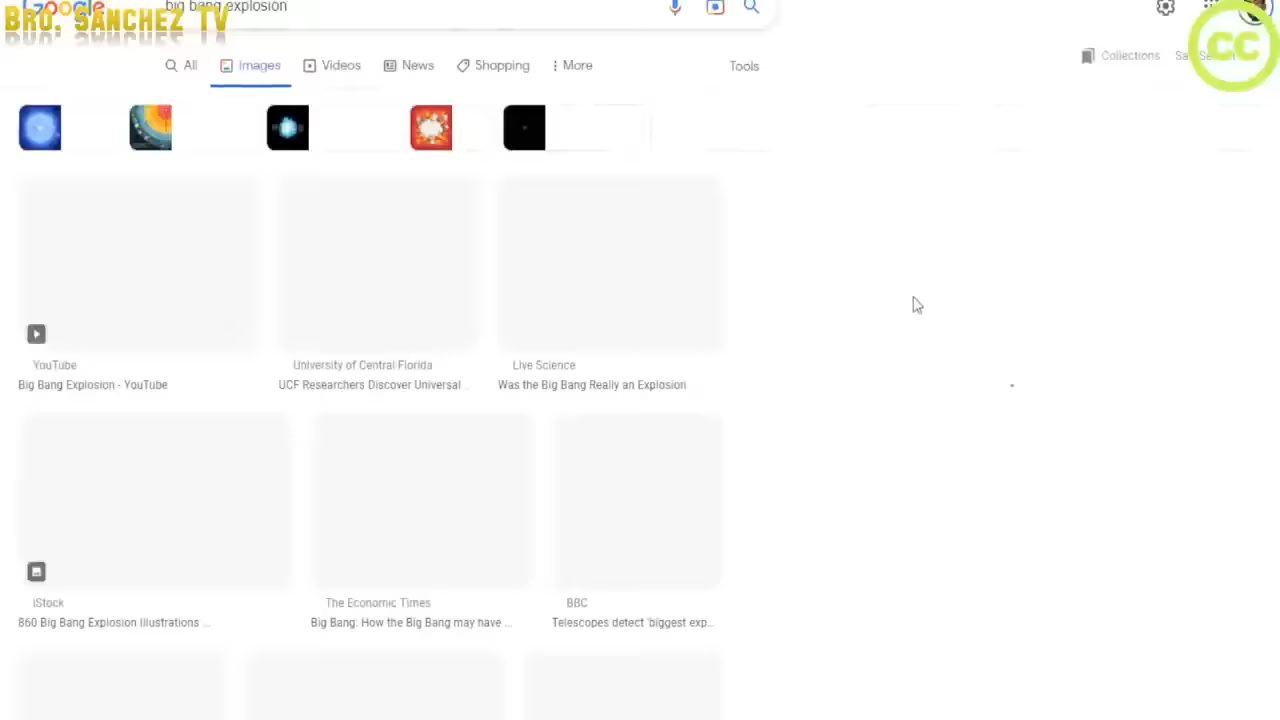 Google
big bang explosion
BRO. SANCHEZ TV
All
Images
Videos
News
Shopping
More
Tools
Collections
CC
YouTube
Big Bang Explosion - YouTube
University of Central Florida
UCF Researchers Discover Universal
Live Science
Was the Big Bang Really an Explosion
iStock
860 Big Bang Explosion Illustrations ...
The Economic Times
Big Bang: How the Big Bang may have ...
BBC
Telescopes detect 'biggest exp...